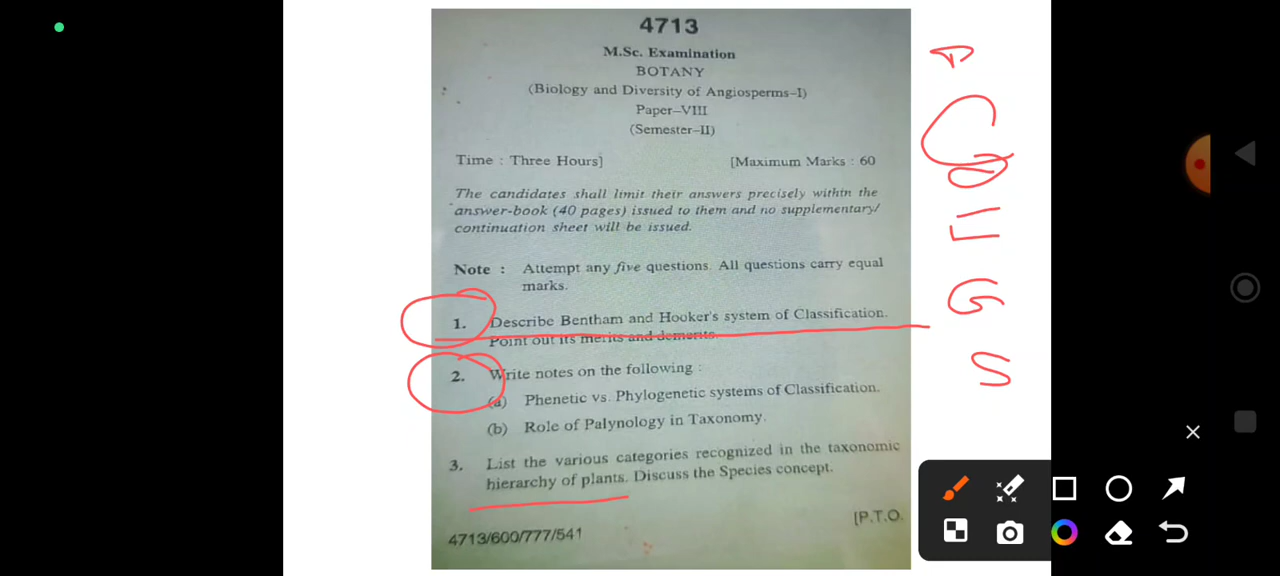 4713
M.Sc. Examination
BOTANY
(Biology and Diversity of Angiosperms-I)
Paper-VIII
(Semester-II)
Time : Three Hours] [Maximum Marks : 60
The candidates shall limit their answers precisely within the
answer-book (40 pages) issued to them and no supplementary/
continuation sheet will be issued.
Note : Attempt any five questions. All questions carry equal
marks.
1. Describe Bentham and Hooker's system of Classification.
Point out its merits and demerits.
2. Write notes on the following :
(a) Phenetic vs. Phylogenetic systems of Classification.
(b) Role of Palynology in Taxonomy.
3. List the various categories recognized in the taxonomic
hierarchy of plants. Discuss the Species concept.
[P.T.O.
4713/600/777/541
G
S